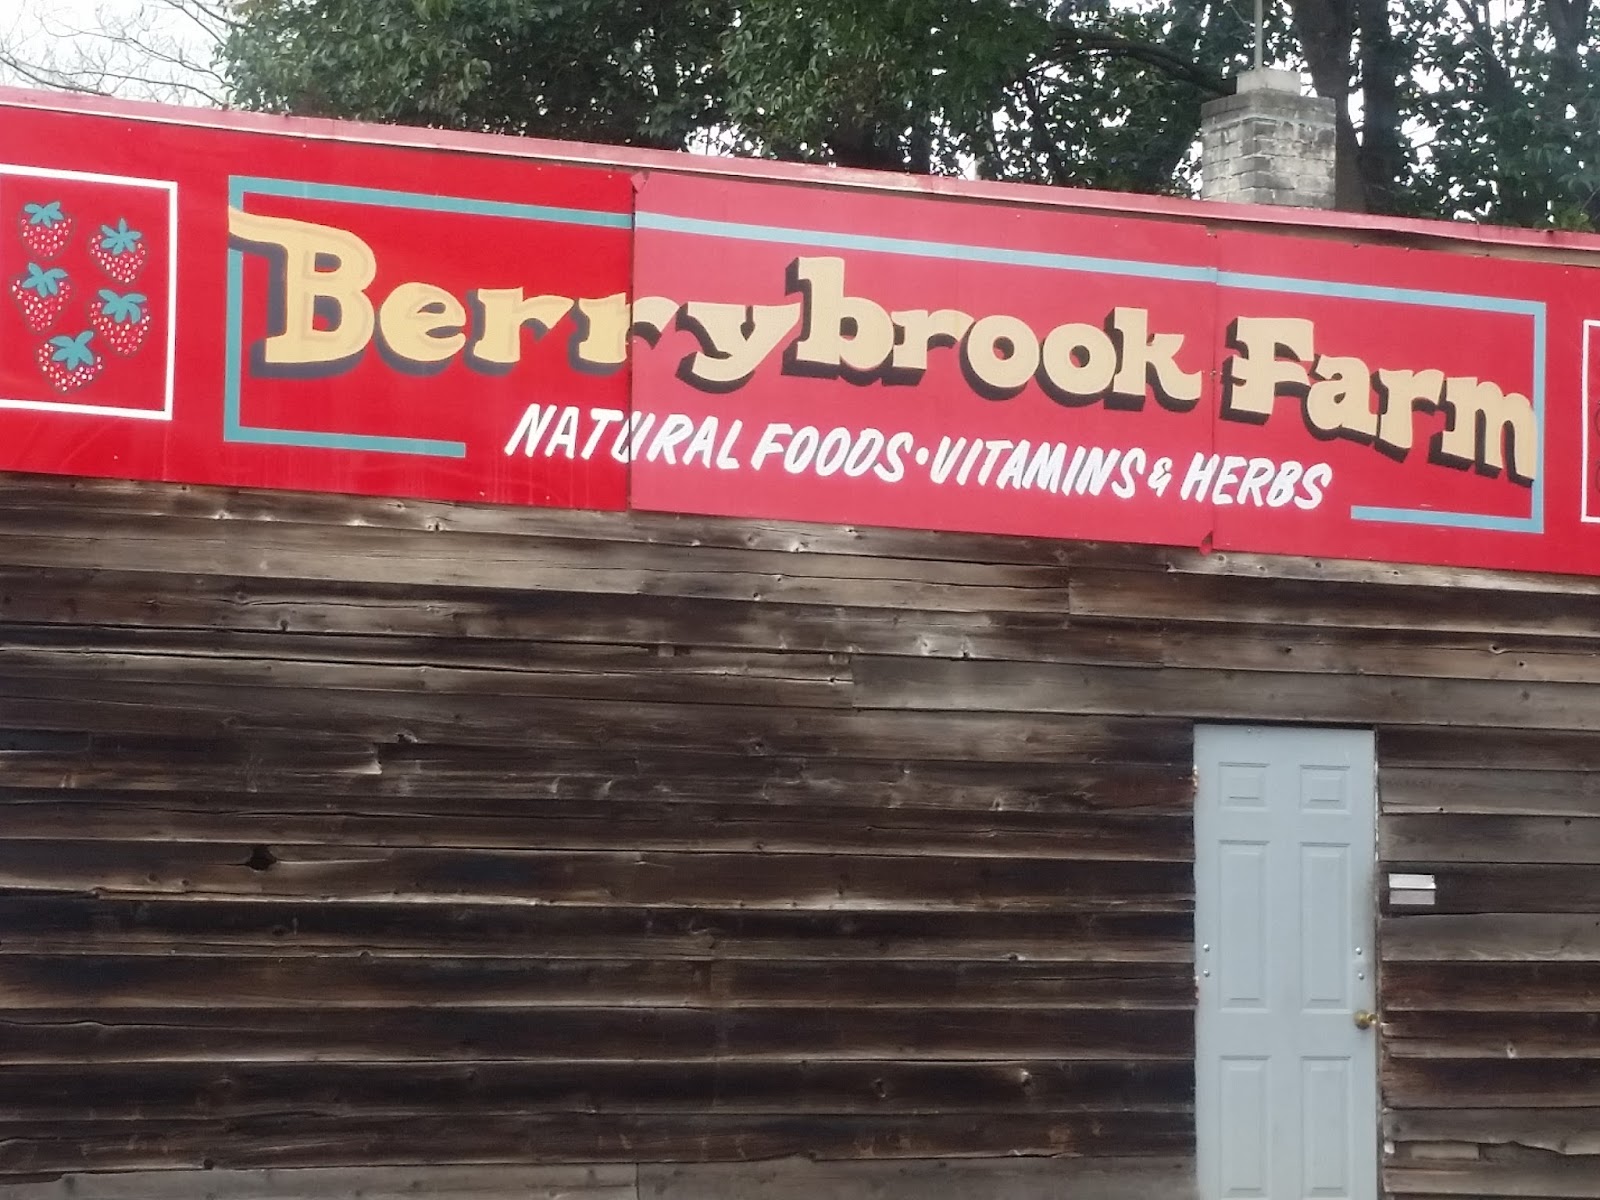 Berrybrook Farm
NATURAL FOODS • VITAMINS & HERBS